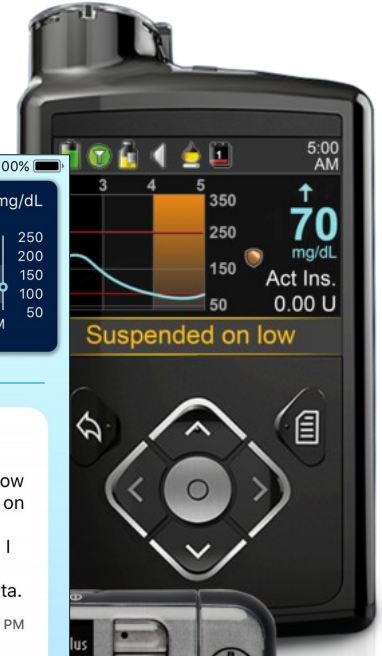 00%
mg/dL
250
200
150
100
50
M
ow
on
I
ta.
PM
1
5:00
AM
3 4 5
350
250
150
50
70
mg/dL
Act Ins.
0.00 U
Suspended on low
lus